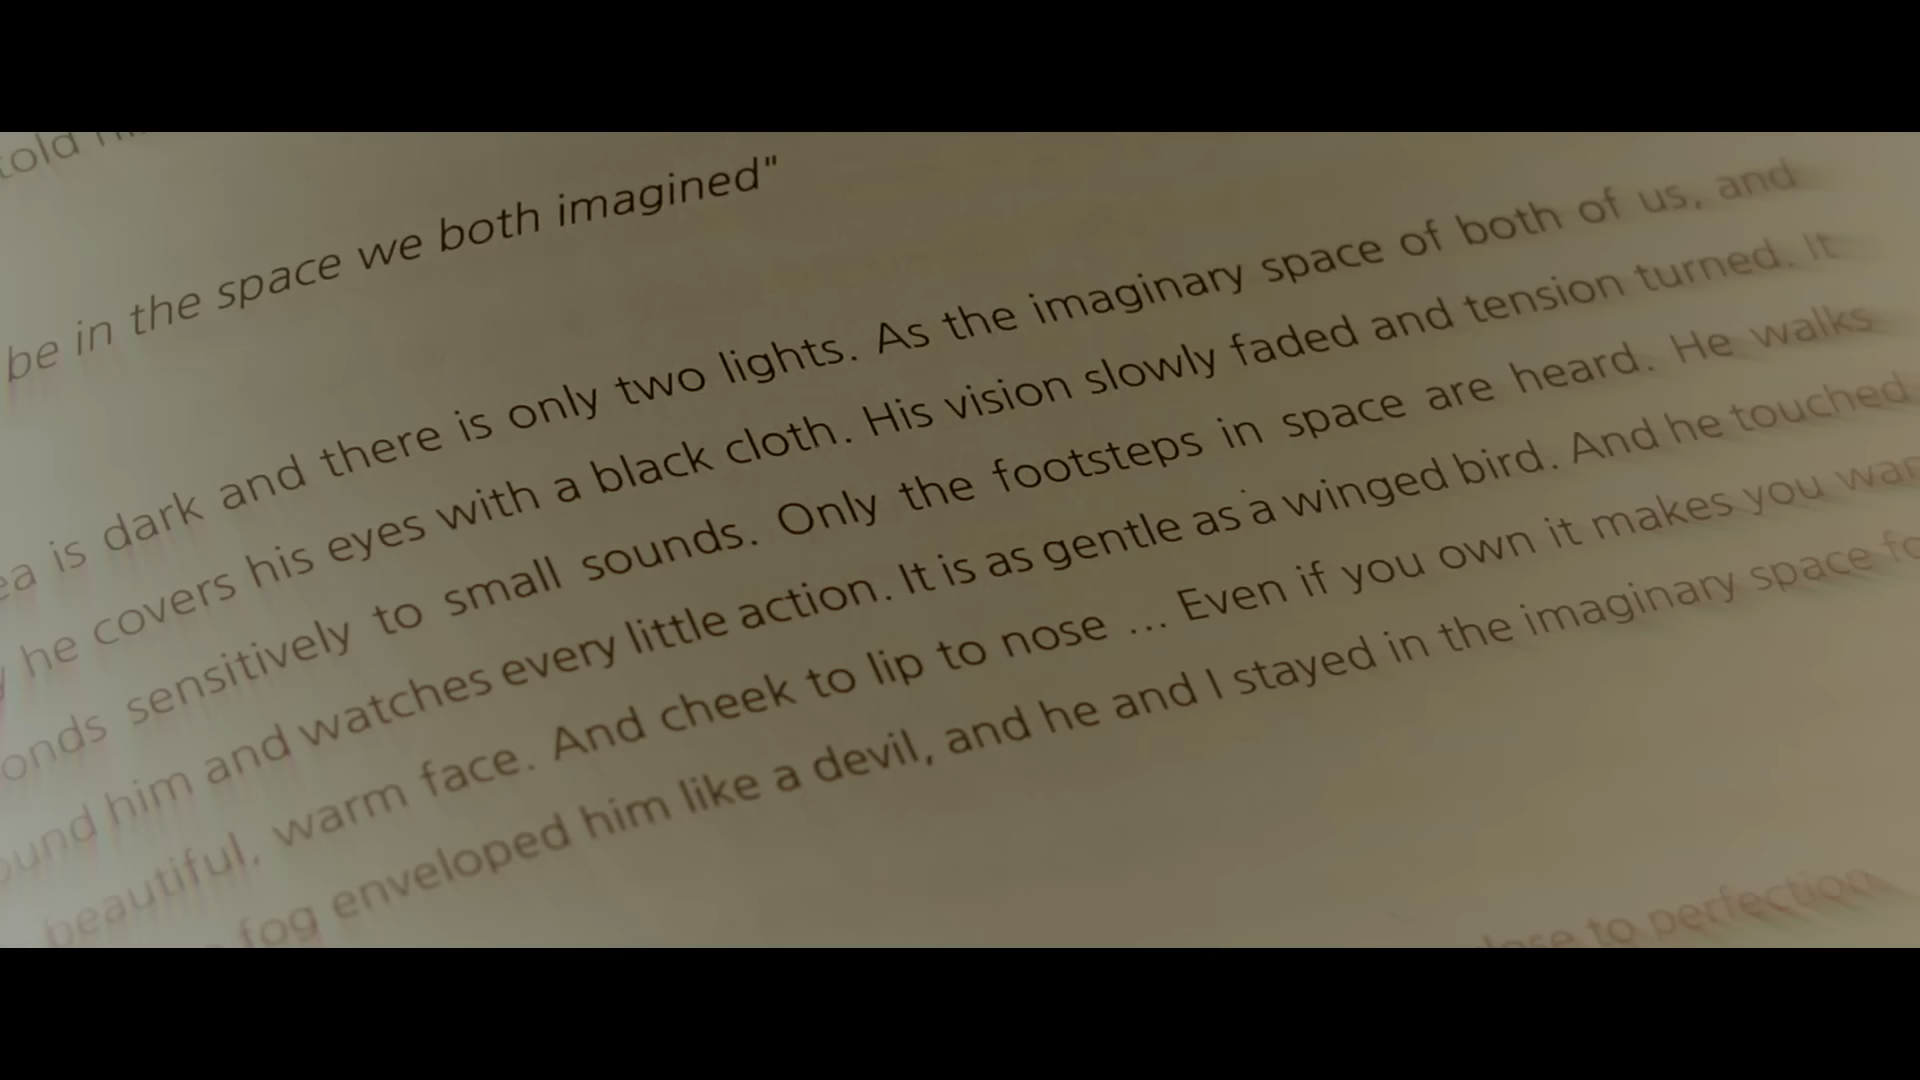 told
be in the space we both imagined"
is dark and there is only two lights. As the imaginary space of both of us, and
he covers his eyes with a black cloth. His vision slowly faded and tension turned. It
onds sensitively to small sounds. Only the footsteps in space are heard. He walks
ound him and watches every little action. It is as gentle as a winged bird. And he touched
beautiful, warm face. And cheek to lip to nose ... Even if you own it makes you
fog enveloped him like a devil, and he and I stayed in the imaginary space
to perfection